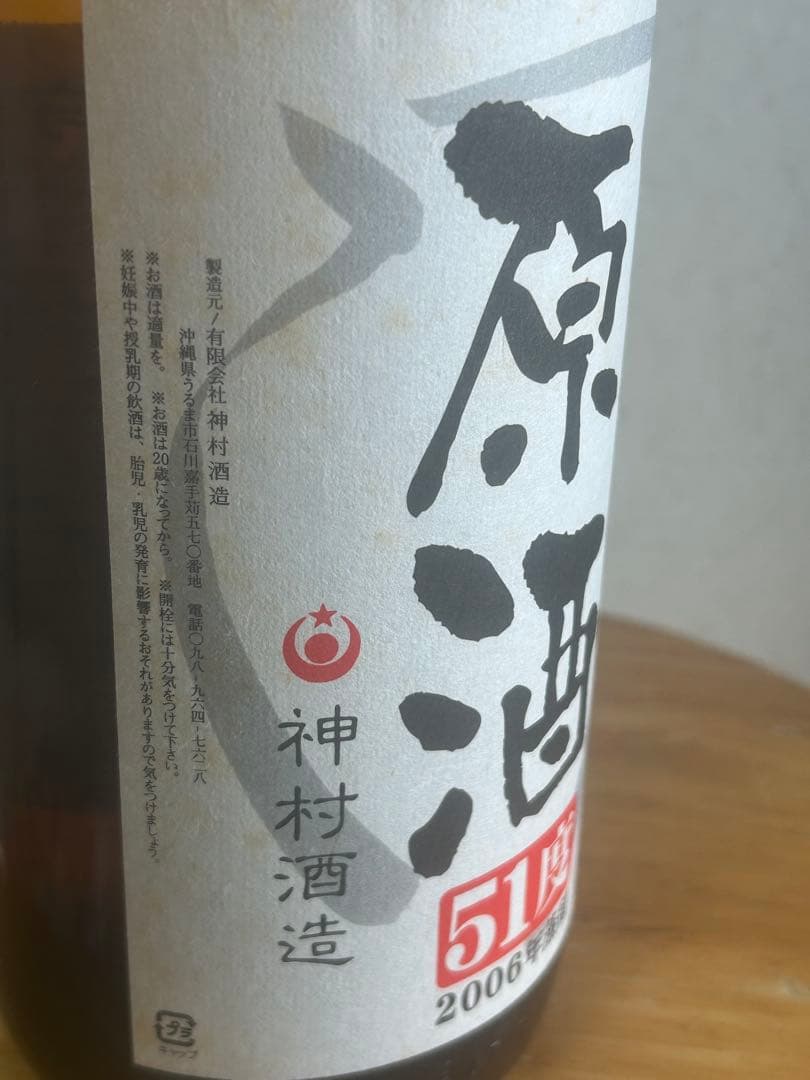 原酒
51度
2006年蒸
神村酒造
製造元/有限会社 神村酒造
沖縄県うるま市石川嘉手苅五七〇番地 電話〇九八-九六四-七六二八
※お酒は適量を。 ※お酒は20歳になってから。 ※開栓には十分気をつけて下さい。
※妊娠中や授乳期の飲酒は、胎児・乳児の発育に影響するおそれがありますので気をつけましょう。
プラ
キャップ